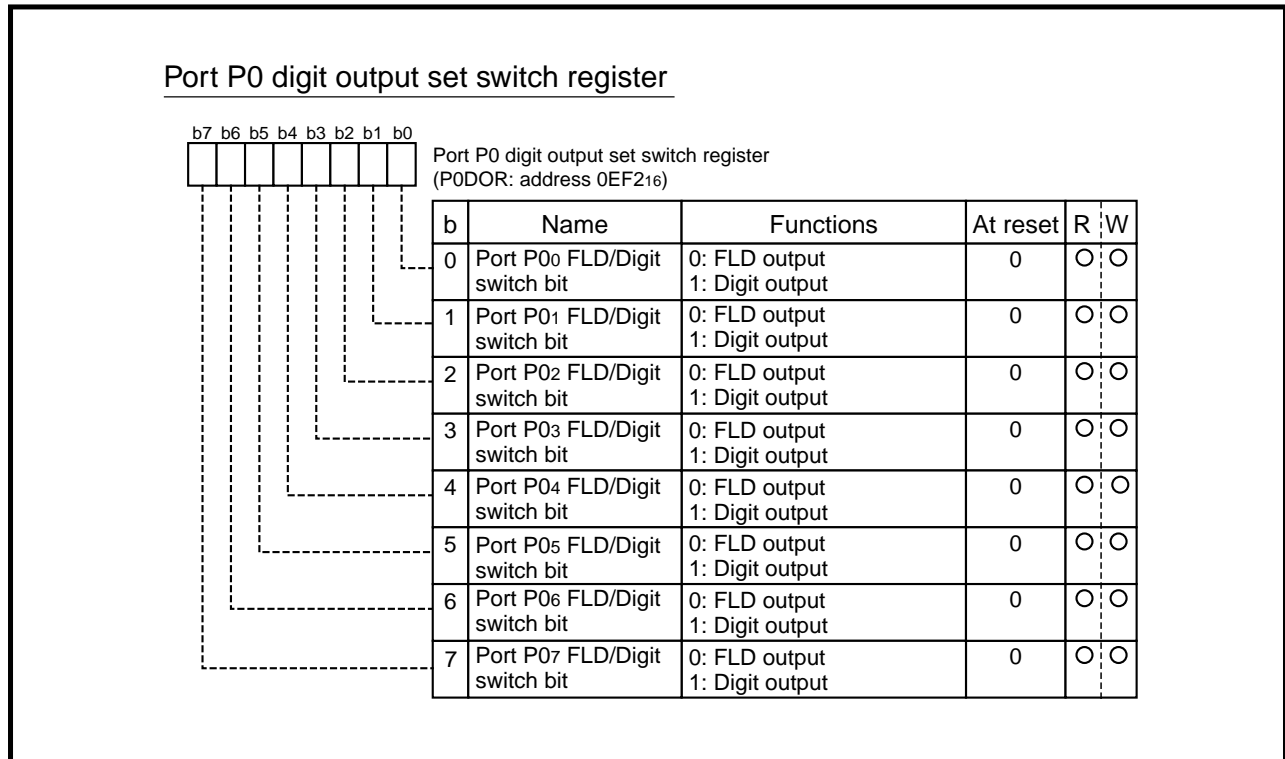 Port P0 digit output set switch register
b7 b6 b5 b4 b3 b2 b1 b0
Port P0 digit output set switch register
(P0DOR: address 0EF216)
b Name Functions At reset R W
0 Port P00 FLD/Digit switch bit 0: FLD output 0 O O
1: Digit output
1 Port P01 FLD/Digit switch bit 0: FLD output 0 O O
1: Digit output
2 Port P02 FLD/Digit switch bit 0: FLD output 0 O O
1: Digit output
3 Port P03 FLD/Digit switch bit 0: FLD output 0 O O
1: Digit output
4 Port P04 FLD/Digit switch bit 0: FLD output 0 O O
1: Digit output
5 Port P05 FLD/Digit switch bit 0: FLD output 0 O O
1: Digit output
6 Port P06 FLD/Digit switch bit 0: FLD output 0 O O
1: Digit output
7 Port P07 FLD/Digit switch bit 0: FLD output 0 O O
1: Digit output